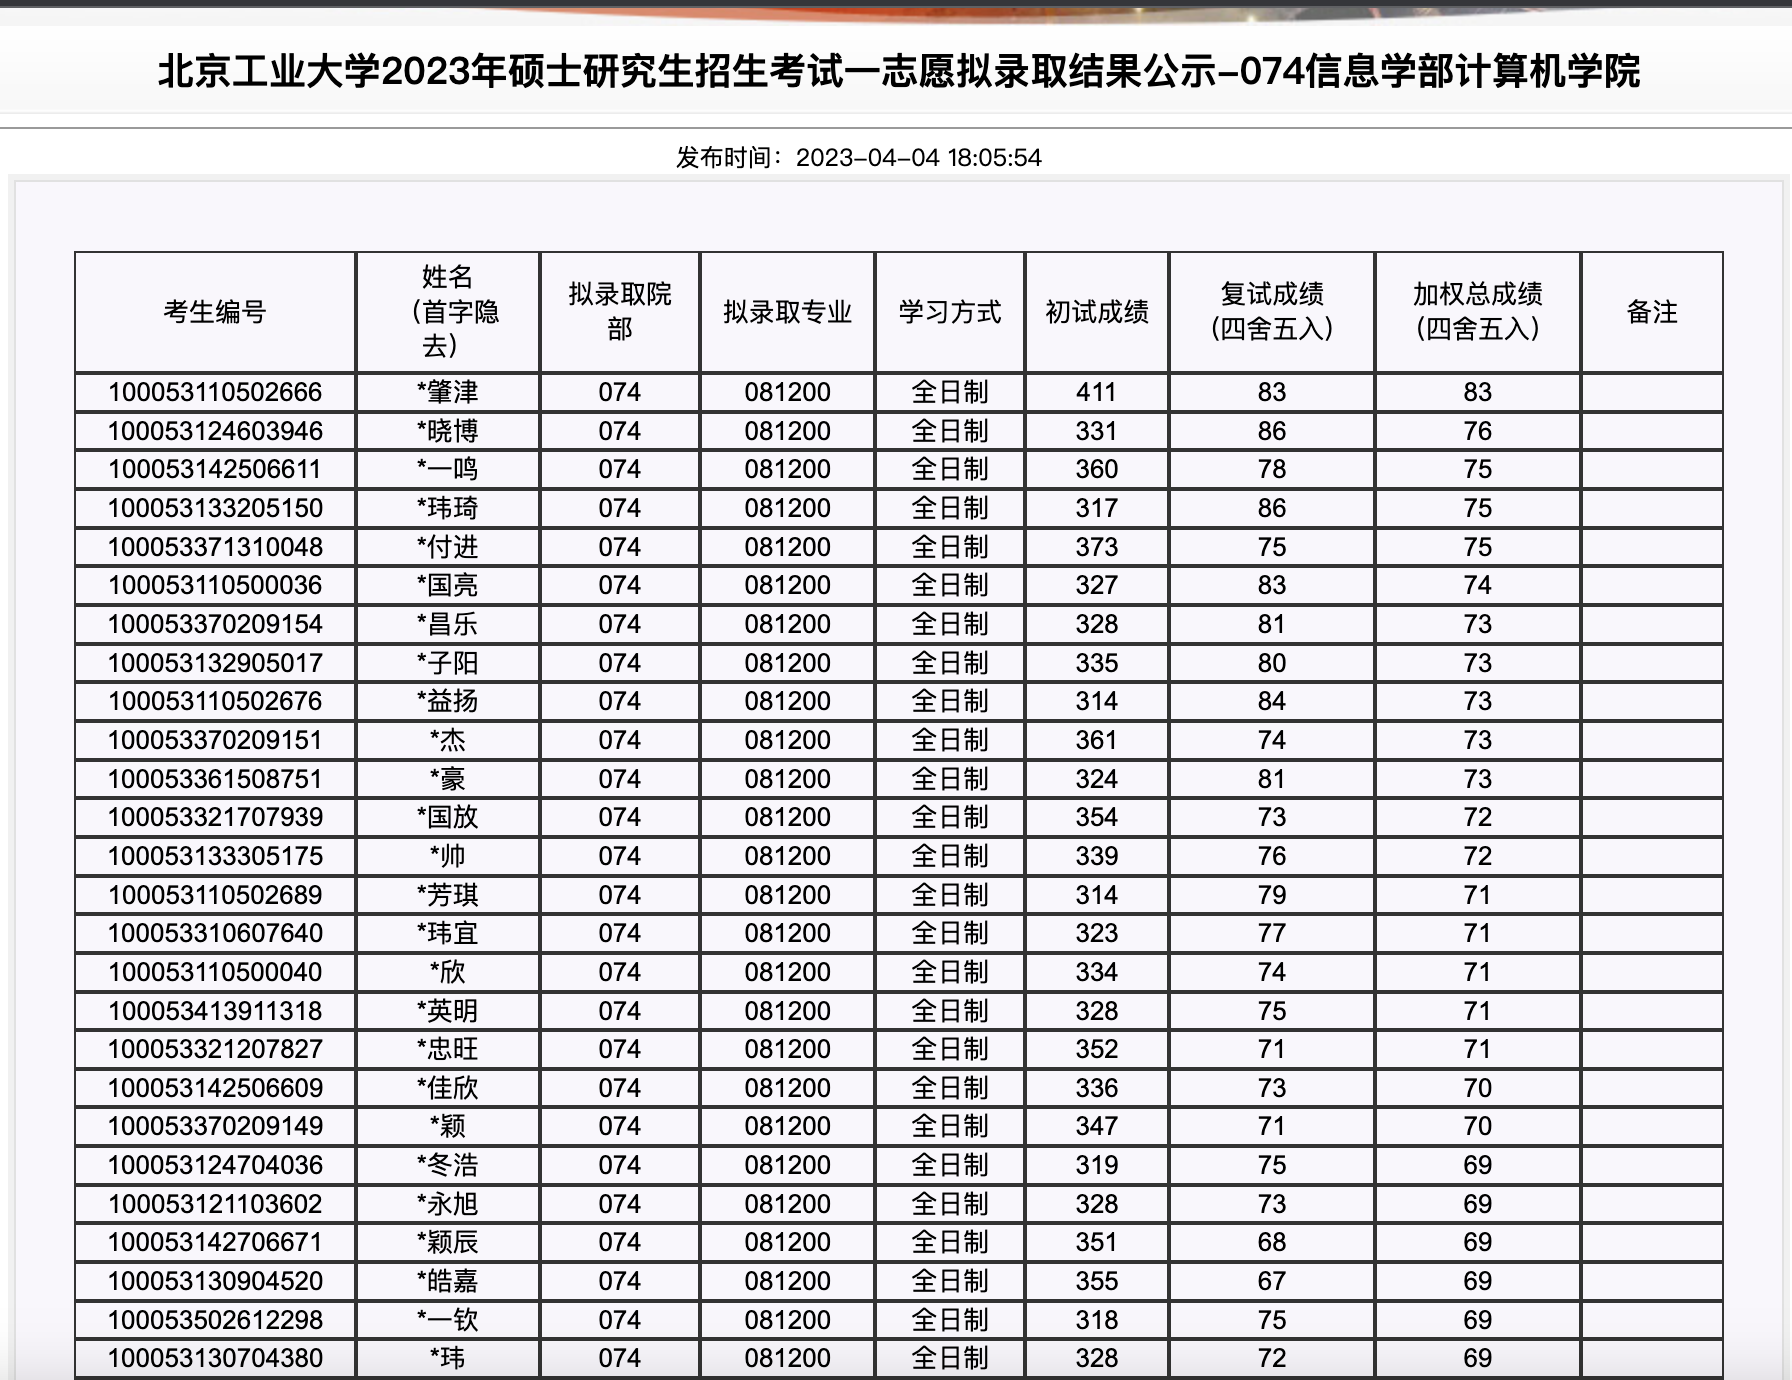 北京工业大学2023年硕士研究生招生考试一志愿拟录取结果公示-074信息学部计算机学院
发布时间：2023-04-04 18:05:54
考生编号 姓名（首字隐去） 拟录取院部 拟录取专业 学习方式 初试成绩 复试成绩（四舍五入） 加权总成绩（四舍五入） 备注
100053110502666 *肇津 074 081200 全日制 411 83 83
100053124603946 *晓博 074 081200 全日制 331 86 76
100053142506611 *一鸣 074 081200 全日制 360 78 75
100053133205150 *玮琦 074 081200 全日制 317 86 75
100053371310048 *付进 074 081200 全日制 373 75 75
100053110500036 *国亮 074 081200 全日制 327 83 74
100053370209154 *昌乐 074 081200 全日制 328 81 73
100053132905017 *子阳 074 081200 全日制 335 80 73
100053110502676 *益扬 074 081200 全日制 314 84 73
100053370209151 *杰 074 081200 全日制 361 74 73
100053361508751 *豪 074 081200 全日制 324 81 73
100053321707939 *国放 074 081200 全日制 354 73 72
100053133305175 *帅 074 081200 全日制 339 76 72
100053110502689 *芳琪 074 081200 全日制 314 79 71
100053310607640 *玮宜 074 081200 全日制 323 77 71
100053110500040 *欣 074 081200 全日制 334 74 71
100053413911318 *英明 074 081200 全日制 328 75 71
100053321207827 *忠旺 074 081200 全日制 352 71 71
100053142506609 *佳欣 074 081200 全日制 336 73 70
100053370209149 *颖 074 081200 全日制 347 71 70
100053124704036 *冬浩 074 081200 全日制 319 75 69
100053121103602 *永旭 074 081200 全日制 328 73 69
100053142706671 *颖辰 074 081200 全日制 351 68 69
100053130904520 *皓嘉 074 081200 全日制 355 67 69
100053502612298 *一钦 074 081200 全日制 318 75 69
100053130704380 *玮 074 081200 全日制 328 72 69